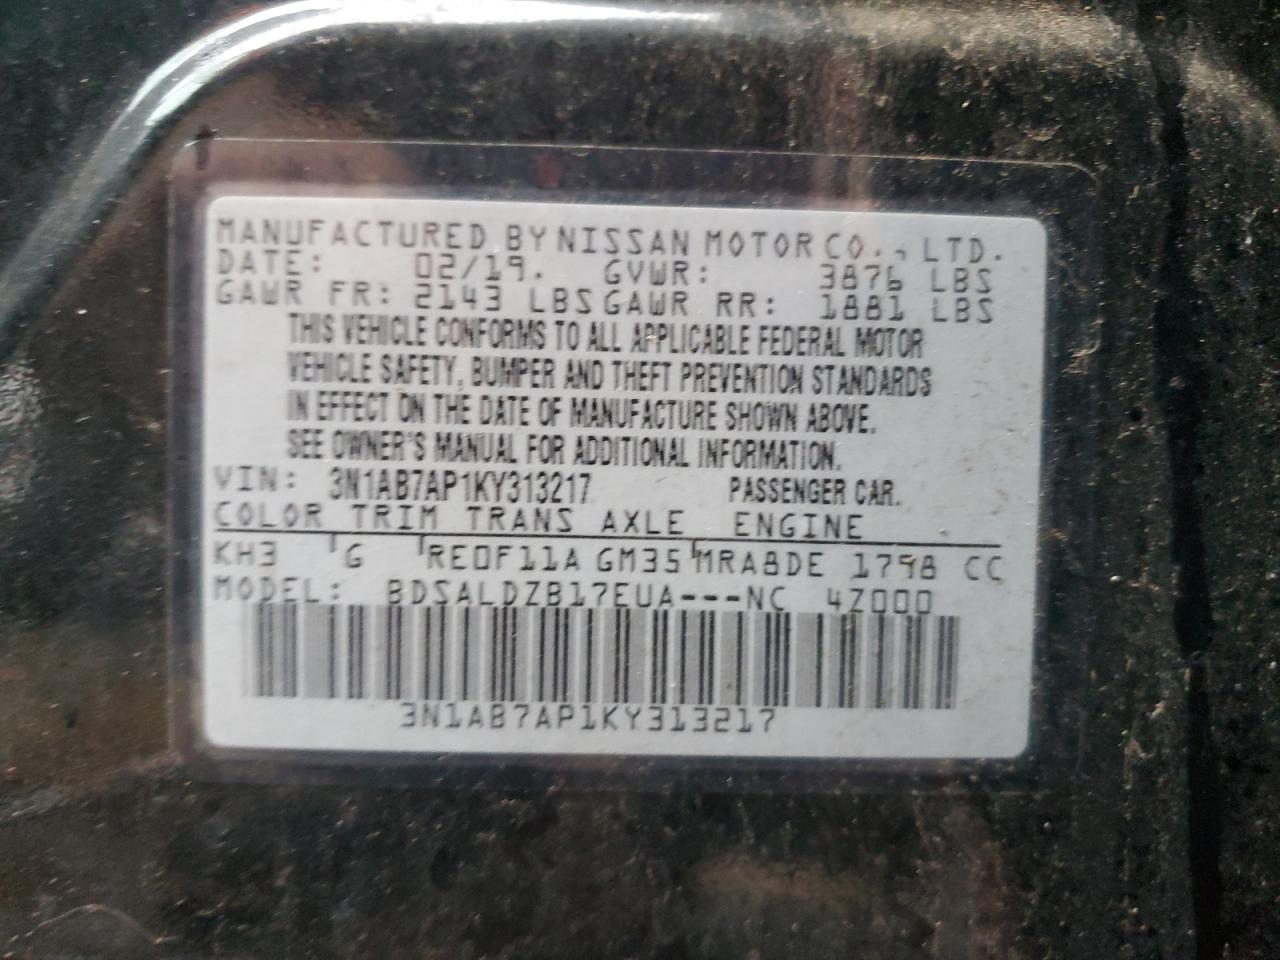 MANUFACTURED BY NISSAN MOTOR CO., LTD.
DATE: 02/19. GVWR: 3876 LBS
GAWR FR: 2143 LBS GAWR RR: 1881 LBS
THIS VEHICLE CONFORMS TO ALL APPLICABLE FEDERAL MOTOR
VEHICLE SAFETY, BUMPER AND THEFT PREVENTION STANDARDS
IN EFFECT ON THE DATE OF MANUFACTURE SHOWN ABOVE.
SEE OWNER'S MANUAL FOR ADDITIONAL INFORMATION.
VIN: 3N1AB7AP1KY313217 PASSENGER CAR.
COLOR TRIM TRANS AXLE ENGINE
KH3 G RE0F11A GM35 MRA8DE 1798 CC
MODEL: BDSALDZB17EUA---NC 4Z000
3N1AB7AP1KY313217